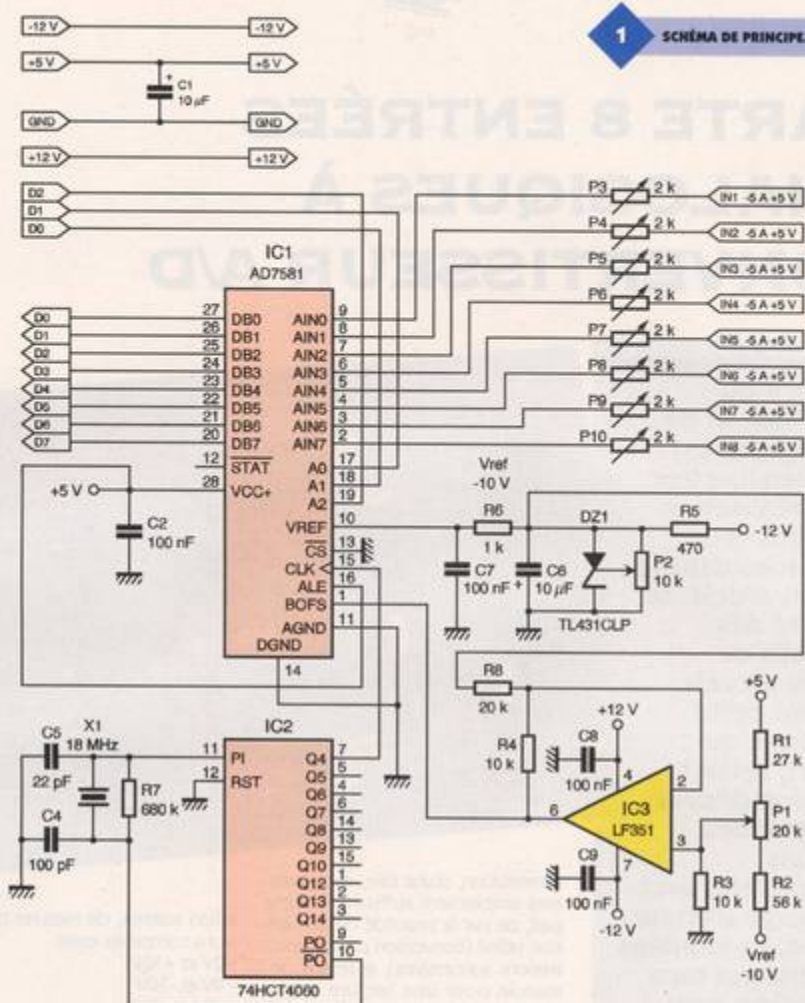 1 SCHÉMA DE PRINCIPE.
-12 V -12 V
+5 V +5 V
C1
10 µF
GND GND
+12 V +12 V
D2
D1
D0
IC1
AD7581
D0 27 DB0
D1 26 DB1
D2 25 DB2
D3 24 DB3
D4 23 DB4
D5 22 DB5
D6 21 DB6
D7 20 DB7
12 STAT
+5 V 28 VCC+
C2
100 nF
AIN0 9
AIN1 8
AIN2 7
AIN3 6
AIN4 5
AIN5 4
AIN6 3
AIN7 2
A0 17
A1 18
A2 19
VREF 10
CS 13
CLK 15
ALE 16
BOFS 1
AGND 11
DGND
14
P3 2 k IN1 -5 A +5 V
P4 2 k IN2 -5 A +5 V
P5 2 k IN3 -5 A +5 V
P6 2 k IN4 -5 A +5 V
P7 2 k IN5 -5 A +5 V
P8 2 k IN6 -5 A +5 V
P9 2 k IN7 -5 A +5 V
P10 2 k IN8 -5 A +5 V
Vref
-10 V
R6
1 k
C7
100 nF
C6
10 µF
+
DZ1
TL431CLP
P2
10 k
R5
470
-12 V
R8
20 k
R4
10 k
+12 V
C8
100 nF
4
2
6
IC3
LF351
3
7
C9
100 nF
-12 V
+5 V
R1
27 k
P1
20 k
R3
10 k
R2
56 k
Vref
-10 V
IC2
C5
22 pF
X1
18 MHz
R7
680 k
C4
100 pF
11 PI
12 RST
Q4 7
Q5 5
Q6 4
Q7 6
Q8 14
Q9 13
Q10 15
Q12 1
Q13 2
Q14 3
PO 9
PO 10
74HCT4060